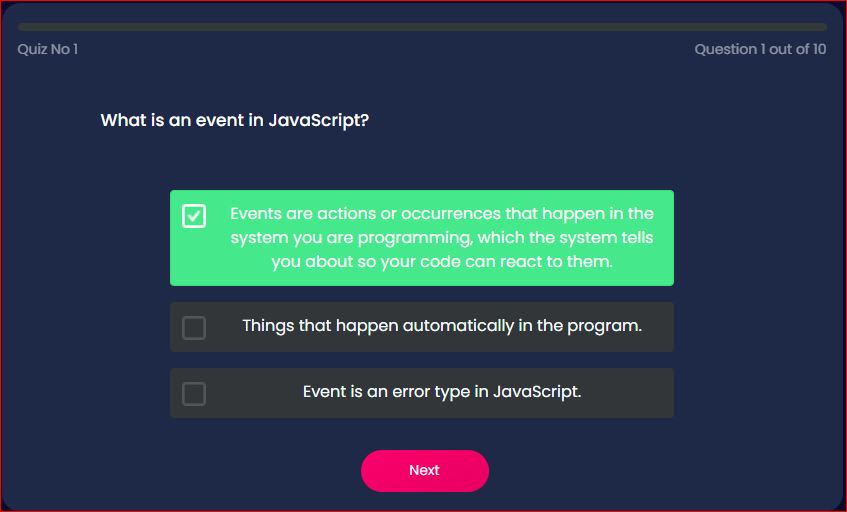 Quiz No 1
Question 1 out of 10
What is an event in JavaScript?
Events are actions or occurrences that happen in the
system you are programming, which the system tells
you about so your code can react to them.
Things that happen automatically in the program.
Event is an error type in JavaScript.
Next